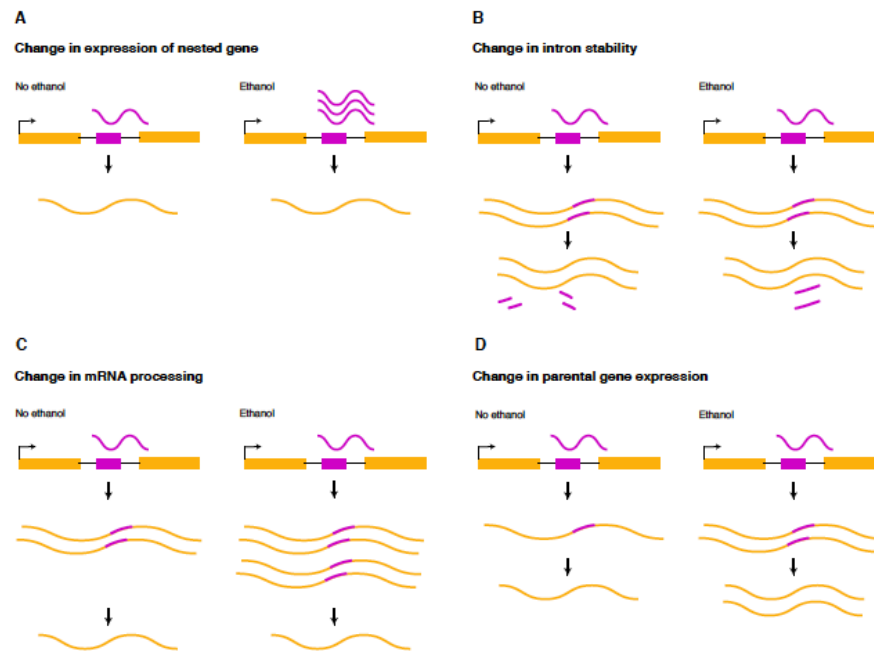 A
Change in expression of nested gene
No ethanol
Ethanol
B
Change in intron stability
No ethanol
Ethanol
C
Change in mRNA processing
No ethanol
Ethanol
D
Change in parental gene expression
No ethanol
Ethanol